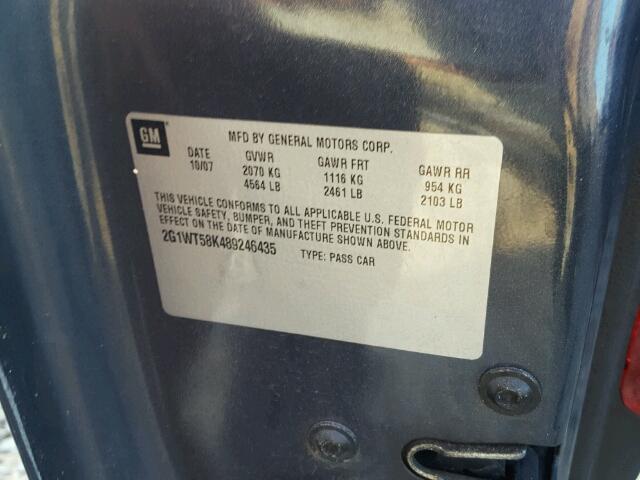 GM
MFD BY GENERAL MOTORS CORP.
DATE GVWR GAWR FRT GAWR RR
10/07 2070 KG 1116 KG 954 KG
4564 LB 2461 LB 2103 LB
THIS VEHICLE CONFORMS TO ALL APPLICABLE U.S. FEDERAL MOTOR
VEHICLE SAFETY, BUMPER, AND THEFT PREVENTION STANDARDS IN
EFFECT ON THE DATE OF MANUFACTURE SHOWN ABOVE.
2G1WT58K489246435 TYPE: PASS CAR